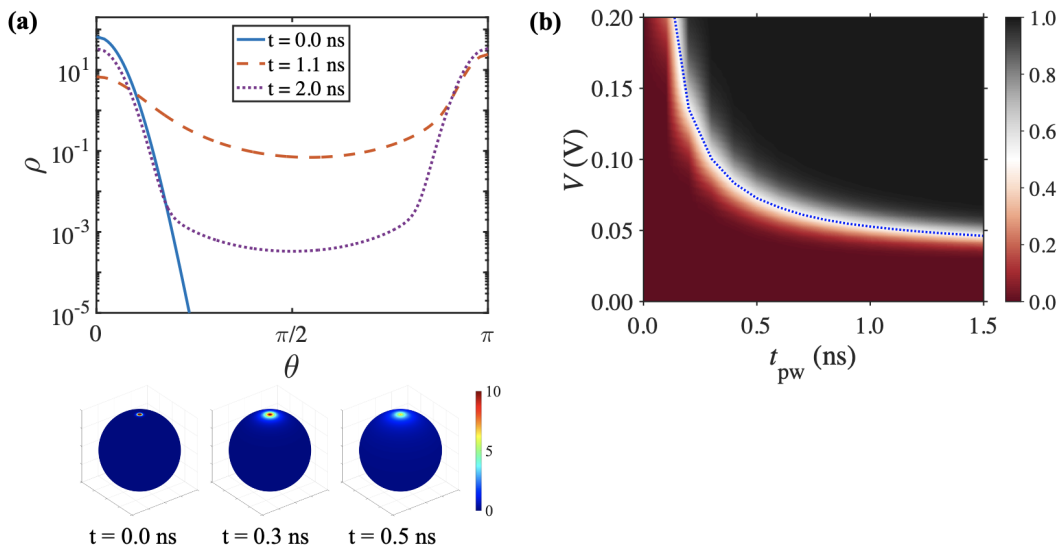 (a)
t = 0.0 ns
t = 1.1 ns
t = 2.0 ns
10¹
10⁻¹
10⁻³
10⁻⁵
ρ
0
π/2
π
θ
10
5
0
t = 0.0 ns
t = 0.3 ns
t = 0.5 ns
(b)
0.20
0.15
0.10
0.05
0.00
V (V)
0.0
0.5
1.0
1.5
t_pw (ns)
1.0
0.8
0.6
0.4
0.2
0.0